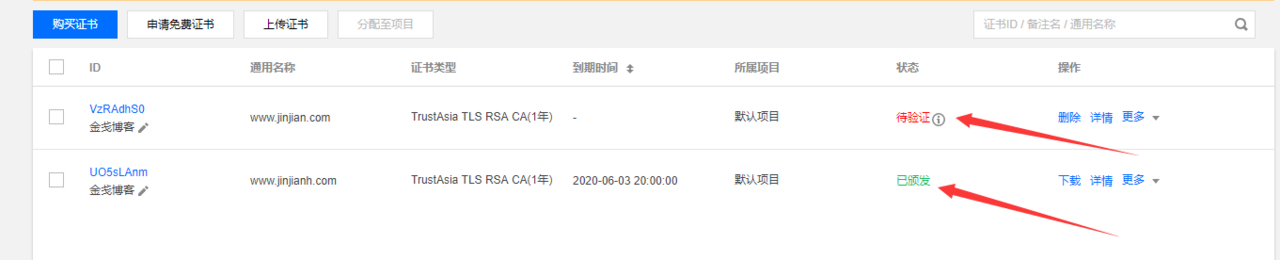 购买证书 申请免费证书 上传证书 分配至项目 证书ID / 备注名 / 通用名称
ID 通用名称 证书类型 到期时间 所属项目 状态 操作
VzRAdhS0
金戈博客 www.jinjian.com TrustAsia TLS RSA CA(1年) - 默认项目 待验证 删除 详情 更多
UO5sLAnm
金戈博客 www.jinjianh.com TrustAsia TLS RSA CA(1年) 2020-06-03 20:00:00 默认项目 已颁发 下载 详情 更多